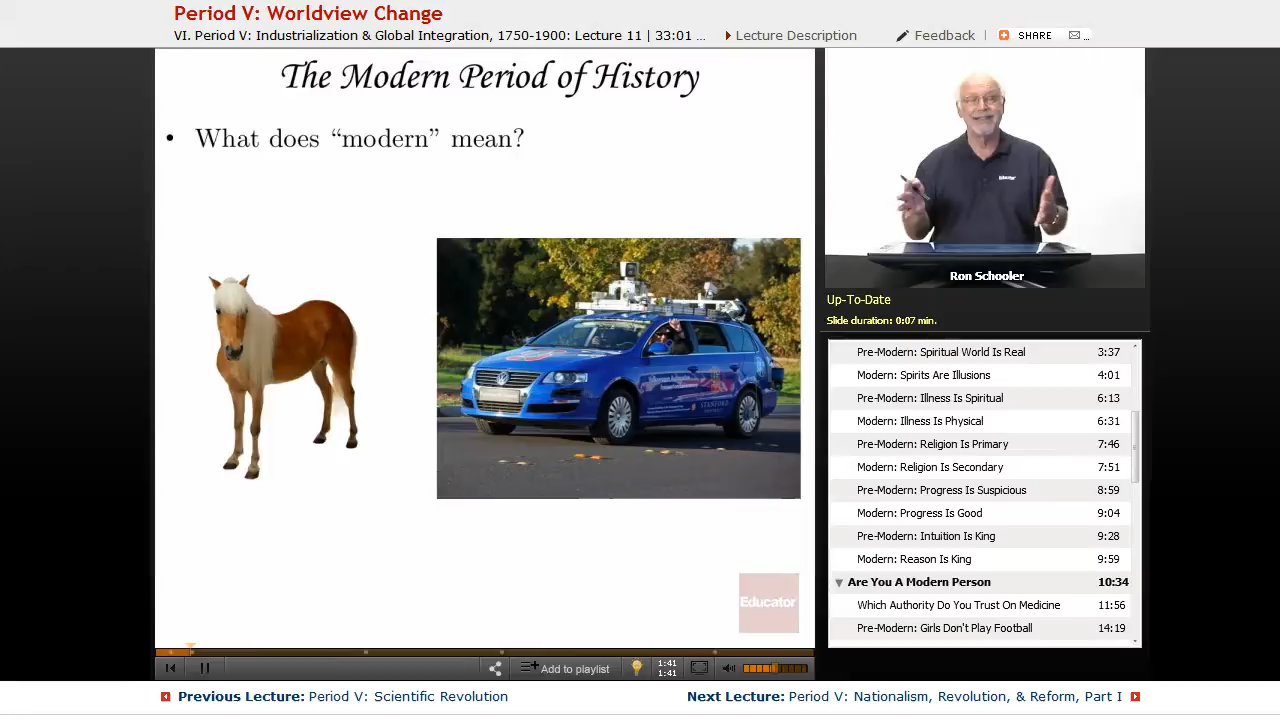 Period V: Worldview Change
VI. Period V: Industrialization & Global Integration, 1750-1900: Lecture 11 | 33:01 ...
Lecture Description
Feedback
SHARE
...
The Modern Period of History
• What does “modern” mean?
STANFORD
Educator
Educator
Ron Schooler
Up-To-Date
Slide duration: 0:07 min.
Pre-Modern: Spiritual World Is Real 3:37
Modern: Spirits Are Illusions 4:01
Pre-Modern: Illness Is Spiritual 6:13
Modern: Illness Is Physical 6:31
Pre-Modern: Religion Is Primary 7:46
Modern: Religion Is Secondary 7:51
Pre-Modern: Progress Is Suspicious 8:59
Modern: Progress Is Good 9:04
Pre-Modern: Intuition Is King 9:28
Modern: Reason Is King 9:59
Are You A Modern Person 10:34
Which Authority Do You Trust On Medicine 11:56
Pre-Modern: Girls Don't Play Football 14:19
Add to playlist
1:41
1:41
Previous Lecture: Period V: Scientific Revolution
Next Lecture: Period V: Nationalism, Revolution, & Reform, Part I